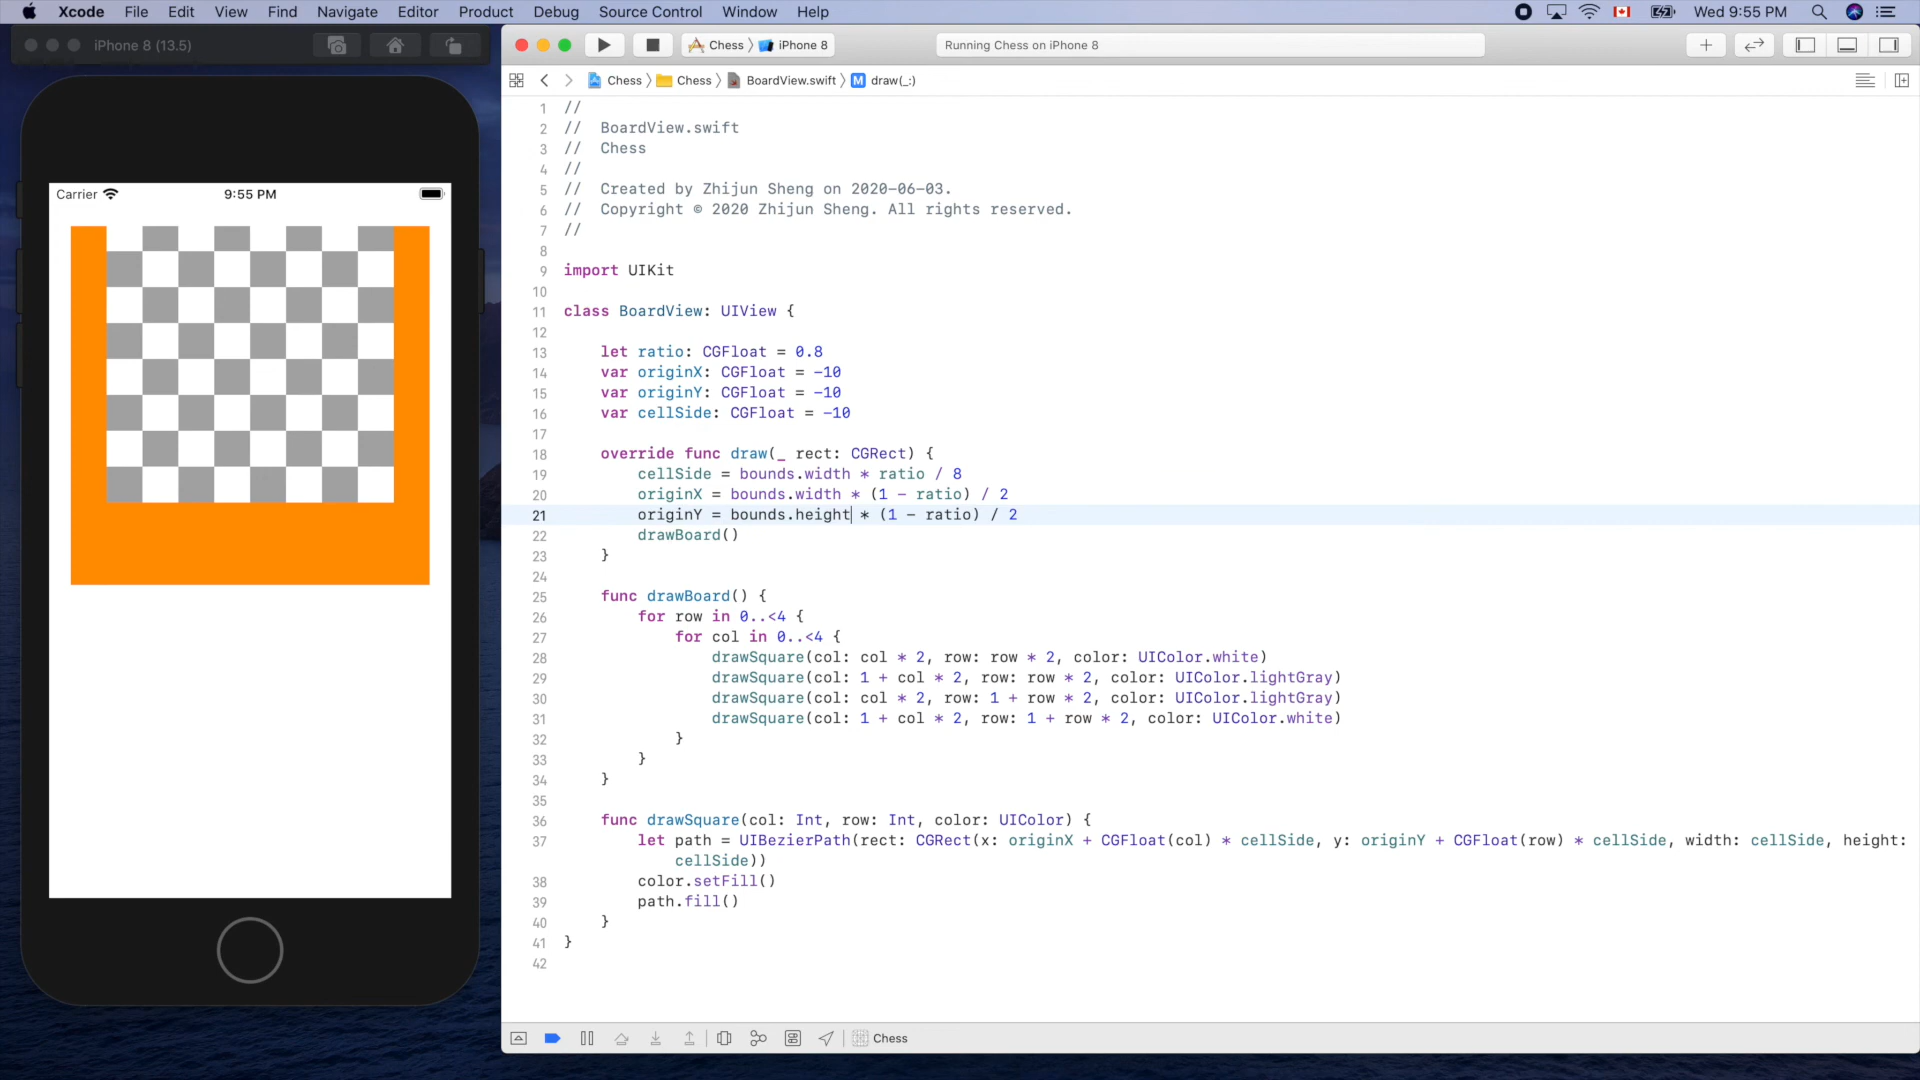 Xcode File Edit View Find Navigate Editor Product Debug Source Control Window Help Wed 9:55 PM
iPhone 8 (13.5)
Chess 〉 iPhone 8
Running Chess on iPhone 8
Chess 〉 Chess 〉 BoardView.swift 〉 M draw(_:)
Carrier 9:55 PM
1 //
2 // BoardView.swift
3 // Chess
4 //
5 // Created by Zhijun Sheng on 2020-06-03.
6 // Copyright © 2020 Zhijun Sheng. All rights reserved.
7 //
8
9 import UIKit
10
11 class BoardView: UIView {
12
13 let ratio: CGFloat = 0.8
14 var originX: CGFloat = -10
15 var originY: CGFloat = -10
16 var cellSide: CGFloat = -10
17
18 override func draw(_ rect: CGRect) {
19 cellSide = bounds.width * ratio / 8
20 originX = bounds.width * (1 - ratio) / 2
21 originY = bounds.height * (1 - ratio) / 2
22 drawBoard()
23 }
24
25 func drawBoard() {
26 for row in 0..<4 {
27 for col in 0..<4 {
28 drawSquare(col: col * 2, row: row * 2, color: UIColor.white)
29 drawSquare(col: 1 + col * 2, row: row * 2, color: UIColor.lightGray)
30 drawSquare(col: col * 2, row: 1 + row * 2, color: UIColor.lightGray)
31 drawSquare(col: 1 + col * 2, row: 1 + row * 2, color: UIColor.white)
32 }
33 }
34 }
35
36 func drawSquare(col: Int, row: Int, color: UIColor) {
37 let path = UIBezierPath(rect: CGRect(x: originX + CGFloat(col) * cellSide, y: originY + CGFloat(row) * cellSide, width: cellSide, height:
cellSide))
38 color.setFill()
39 path.fill()
40 }
41 }
42
Chess